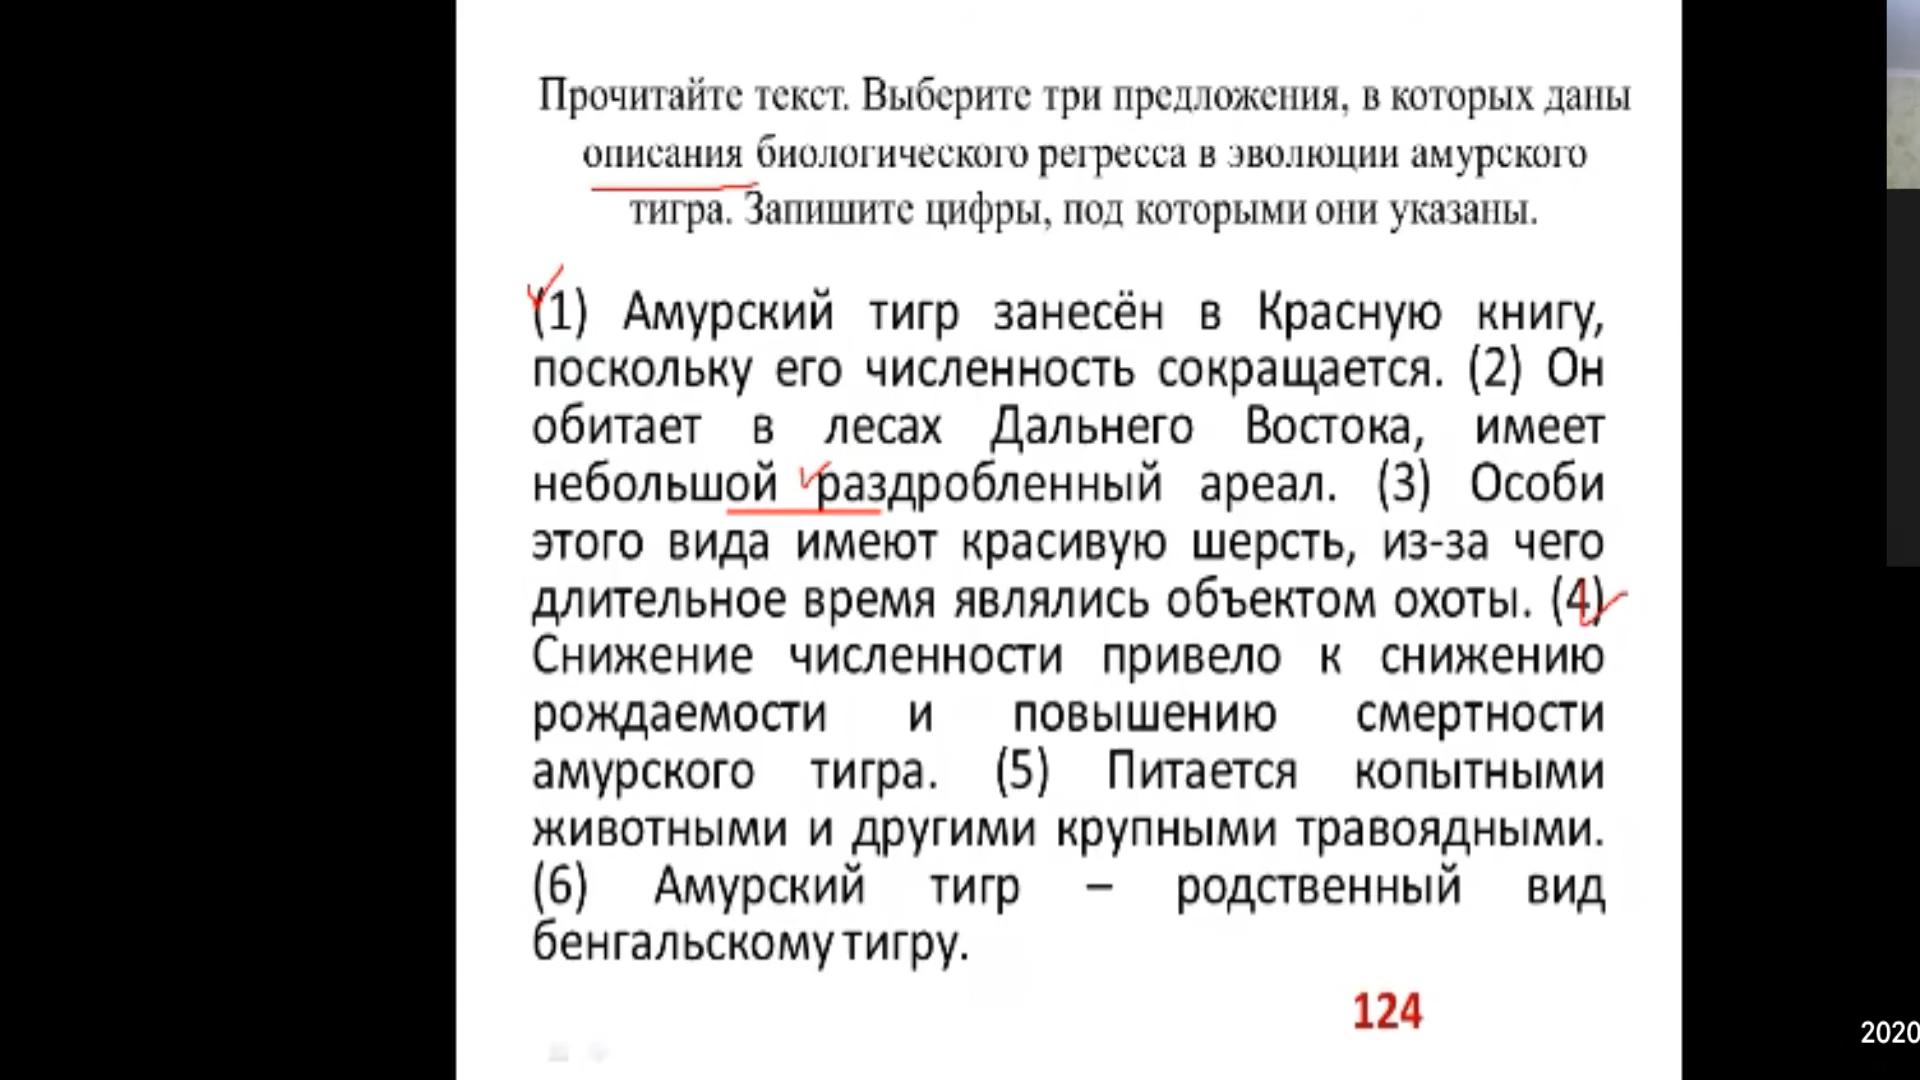 Прочитайте текст. Выберите три предложения, в которых даны
описания биологического регресса в эволюции амурского
тигра. Запишите цифры, под которыми они указаны.
(1) Амурский тигр занесён в Красную книгу,
поскольку его численность сокращается. (2) Он
обитает в лесах Дальнего Востока, имеет
небольшой раздробленный ареал. (3) Особи
этого вида имеют красивую шерсть, из-за чего
длительное время являлись объектом охоты. (4)
Снижение численности привело к снижению
рождаемости и повышению смертности
амурского тигра. (5) Питается копытными
животными и другими крупными травоядными.
(6) Амурский тигр – родственный вид
бенгальскому тигру.
124
2020